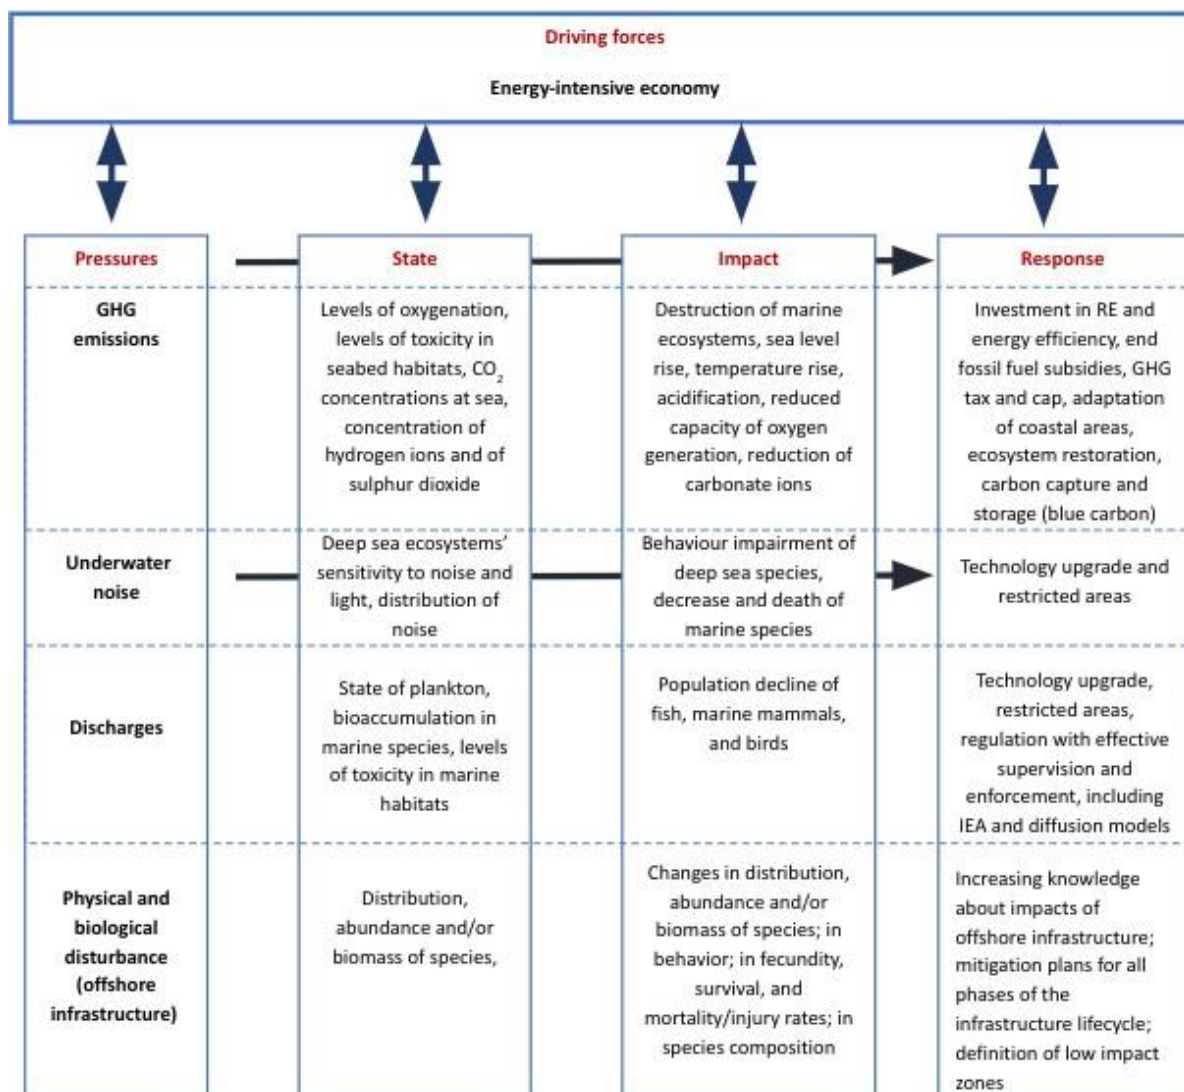 Driving forces
Energy-intensive economy
Pressures
State
Impact
Response
GHG
emissions
Levels of oxygenation,
levels of toxicity in
seabed habitats, CO₂
concentrations at sea,
concentration of
hydrogen ions and of
sulphur dioxide
Destruction of marine
ecosystems, sea level
rise, temperature rise,
acidification, reduced
capacity of oxygen
generation, reduction of
carbonate ions
Investment in RE and
energy efficiency, end
fossil fuel subsidies, GHG
tax and cap, adaptation
of coastal areas,
ecosystem restoration,
carbon capture and
storage (blue carbon)
Underwater
noise
Deep sea ecosystems’
sensitivity to noise and
light, distribution of
noise
Behaviour impairment of
deep sea species,
decrease and death of
marine species
Technology upgrade and
restricted areas
Discharges
State of plankton,
bioaccumulation in
marine species, levels
of toxicity in marine
habitats
Population decline of
fish, marine mammals,
and birds
Technology upgrade,
restricted areas,
regulation with effective
supervision and
enforcement, including
IEA and diffusion models
Physical and
biological
disturbance
(offshore
infrastructure)
Distribution,
abundance and/or
biomass of species,
Changes in distribution,
abundance and/or
biomass of species; in
behavior; in fecundity,
survival, and
mortality/injury rates; in
species composition
Increasing knowledge
about impacts of
offshore infrastructure;
mitigation plans for all
phases of the
infrastructure lifecycle;
definition of low impact
zones